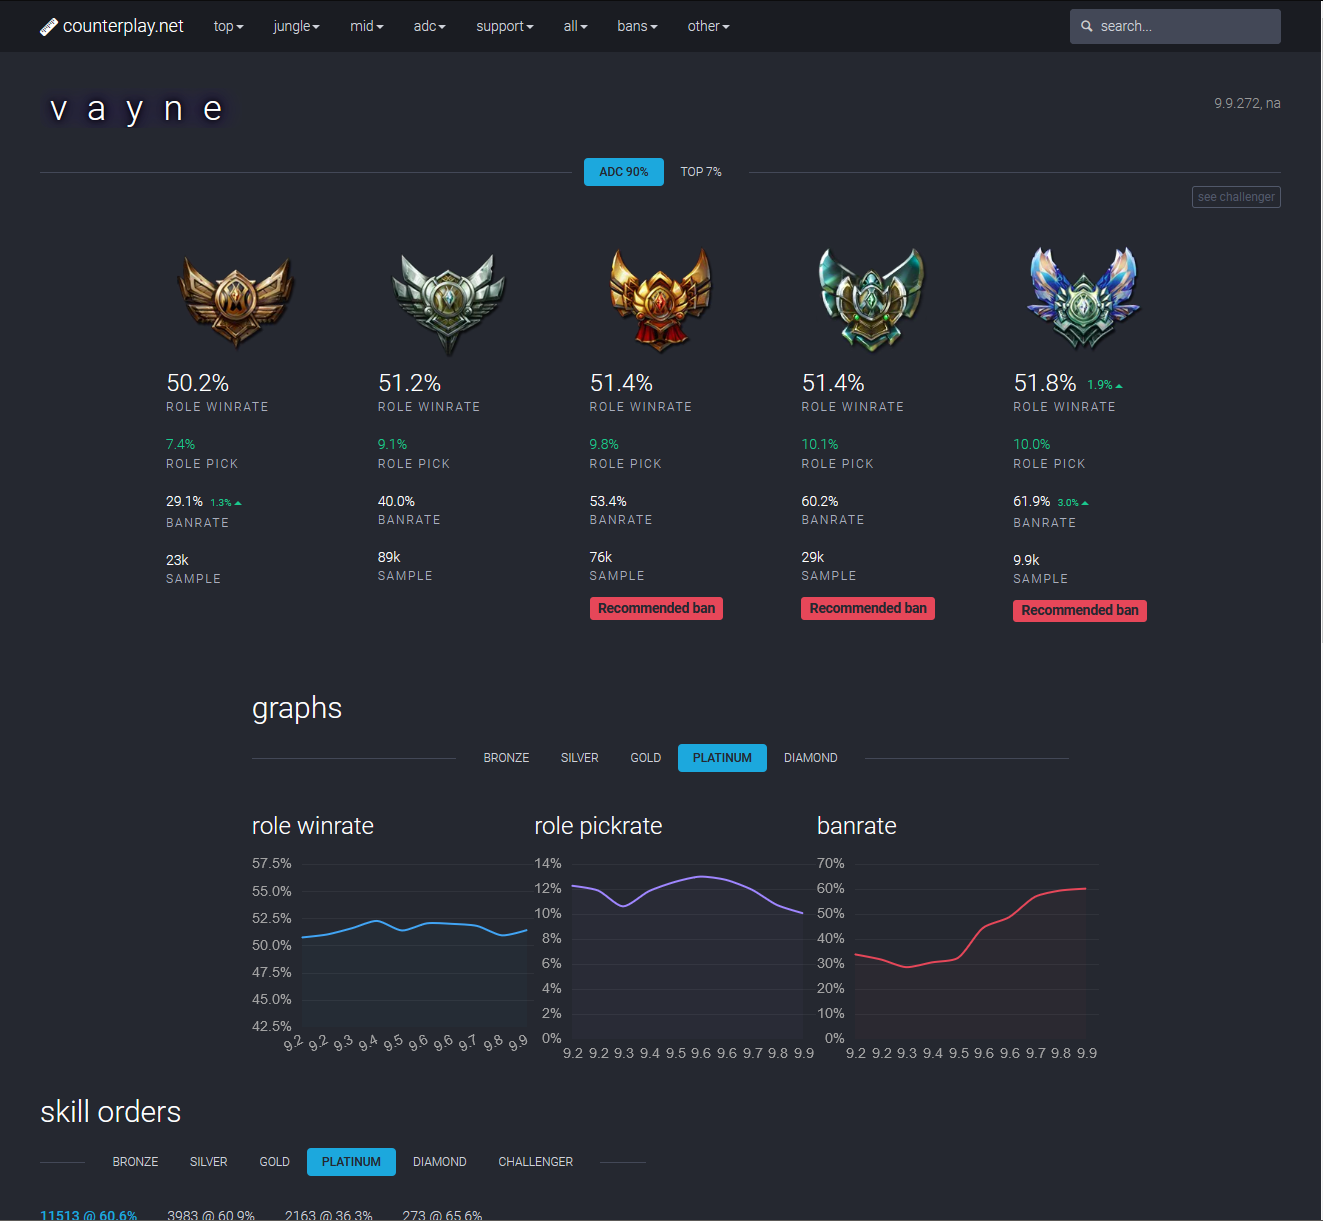 counterplay.net top jungle mid adc support all bans other search...
vayne
9.9.272, na
ADC 90% TOP 7%
see challenger
50.2% 51.2% 51.4% 51.4% 51.8% 1.9%
ROLE WINRATE ROLE WINRATE ROLE WINRATE ROLE WINRATE ROLE WINRATE
7.4% 9.1% 9.8% 10.1% 10.0%
ROLE PICK ROLE PICK ROLE PICK ROLE PICK ROLE PICK
29.1% 1.3% 40.0% 53.4% 60.2% 61.9% 3.0%
BANRATE BANRATE BANRATE BANRATE BANRATE
23k 89k 76k 29k 9.9k
SAMPLE SAMPLE SAMPLE SAMPLE SAMPLE
Recommended ban Recommended ban Recommended ban
graphs
BRONZE SILVER GOLD PLATINUM DIAMOND
role winrate
57.5%
55.0%
52.5%
50.0%
47.5%
45.0%
42.5%
9.2 9.2 9.3 9.4 9.5 9.6 9.6 9.7 9.8 9.9
role pickrate
14%
12%
10%
8%
6%
4%
2%
0%
9.2 9.2 9.3 9.4 9.5 9.6 9.6 9.7 9.8 9.9
banrate
70%
60%
50%
40%
30%
20%
10%
0%
9.2 9.2 9.3 9.4 9.5 9.6 9.6 9.7 9.8 9.9
skill orders
BRONZE SILVER GOLD PLATINUM DIAMOND CHALLENGER
11513 @ 60.6% 3983 @ 60.9% 2163 @ 36.3% 273 @ 65.6%